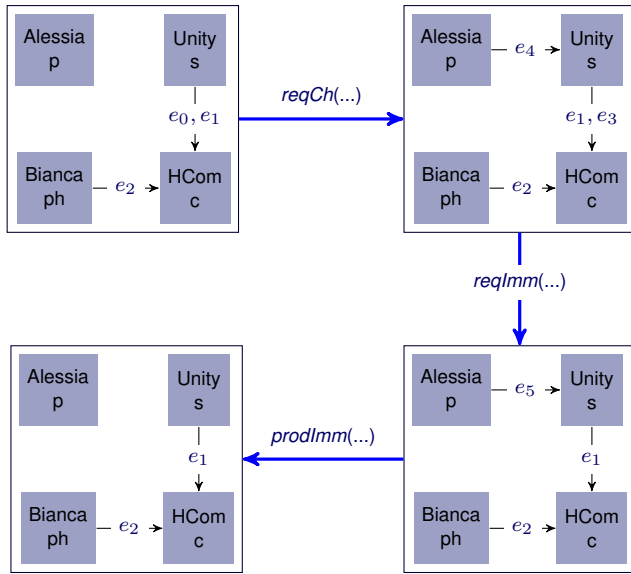 Alessia Unity
p s
e0, e1
Bianca e2 HCom
ph c
reqCh(...)
Alessia e4 Unity
p s
e1, e3
Bianca e2 HCom
ph c
reqImm(...)
Alessia Unity
p s
e1
Bianca e2 HCom
ph c
prodImm(...)
Alessia e5 Unity
p s
e1
Bianca e2 HCom
ph c